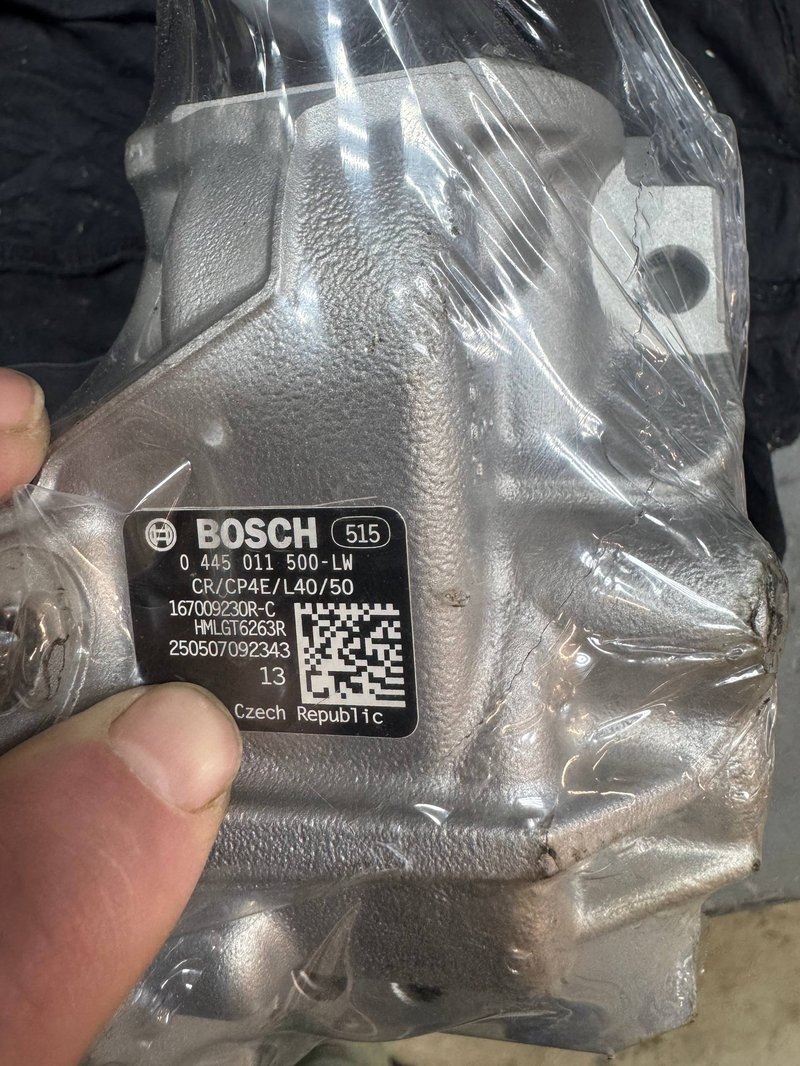 BOSCH 515
0 445 011 500-LW
CR/CP4E/L40/50
167009230R-C
HMLGT6263R
250507092343
13
Czech Republic